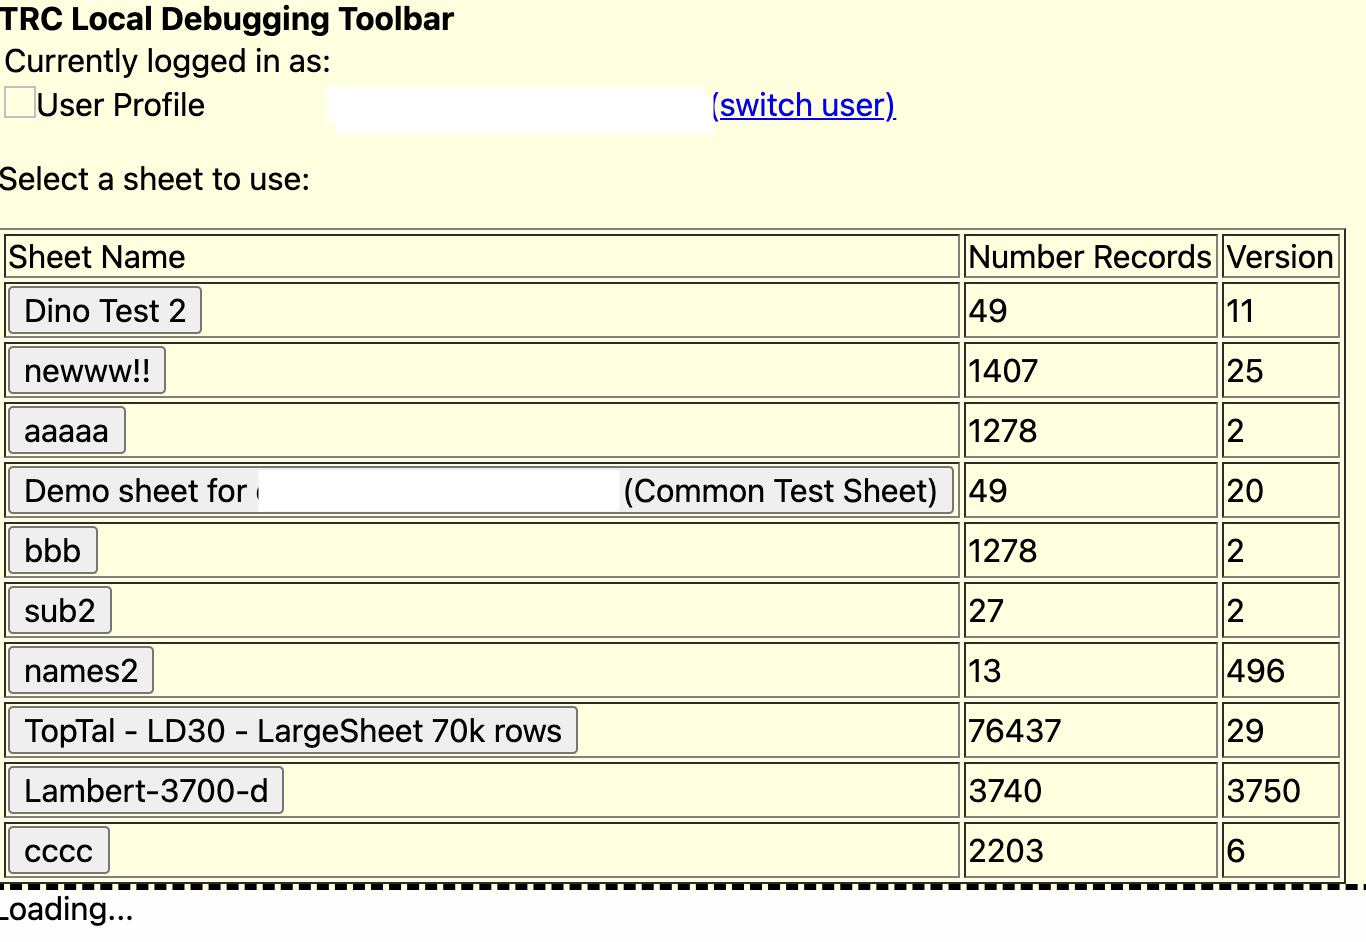 TRC Local Debugging Toolbar
Currently logged in as:
User Profile (switch user)
Select a sheet to use:
Sheet Name Number Records Version
Dino Test 2 49 11
newww!! 1407 25
aaaaa 1278 2
Demo sheet for (Common Test Sheet) 49 20
bbb 1278 2
sub2 27 2
names2 13 496
TopTal - LD30 - LargeSheet 70k rows 76437 29
Lambert-3700-d 3740 3750
cccc 2203 6
Loading...